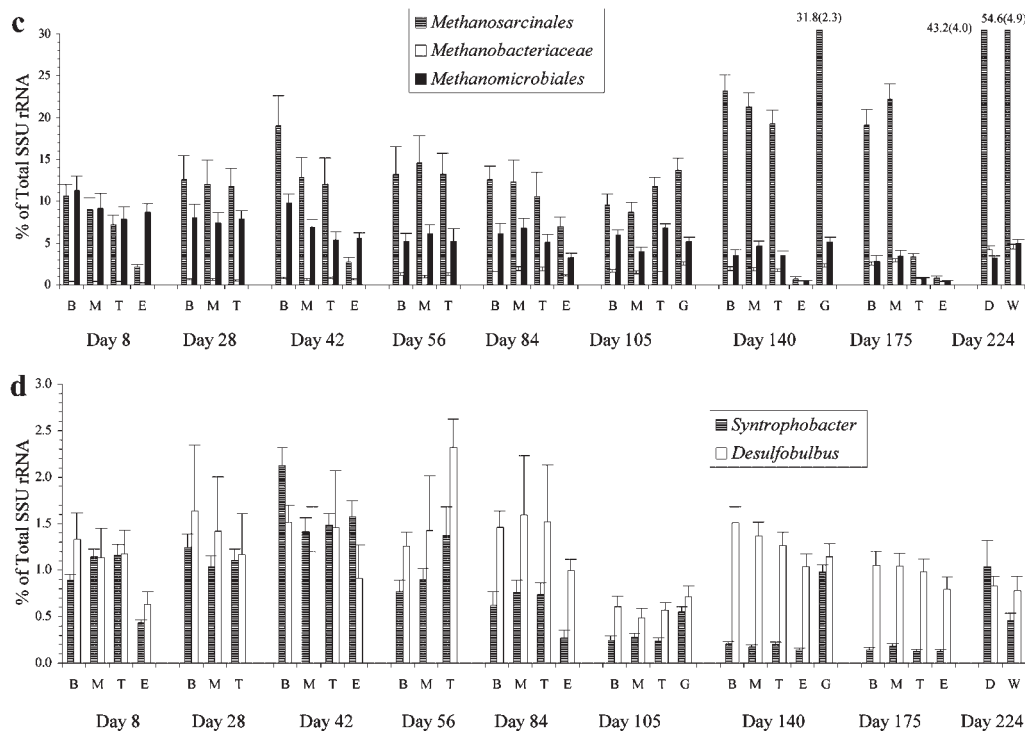 c
Methanosarcinales
Methanobacteriaceae
Methanomicrobiales
31.8(2.3)
43.2(4.0)
54.6(4.9)
% of Total SSU rRNA
30
25
20
15
10
5
0
B M T E B M T B M T E B M T B M T E B M T G B M T E G B M T E D W
Day 8 Day 28 Day 42 Day 56 Day 84 Day 105 Day 140 Day 175 Day 224
d
Syntrophobacter
Desulfobulbus
% of Total SSU rRNA
3.0
2.5
2.0
1.5
1.0
0.5
0.0
B M T E B M T B M T E B M T B M T E B M T G B M T E G B M T E D W
Day 8 Day 28 Day 42 Day 56 Day 84 Day 105 Day 140 Day 175 Day 224